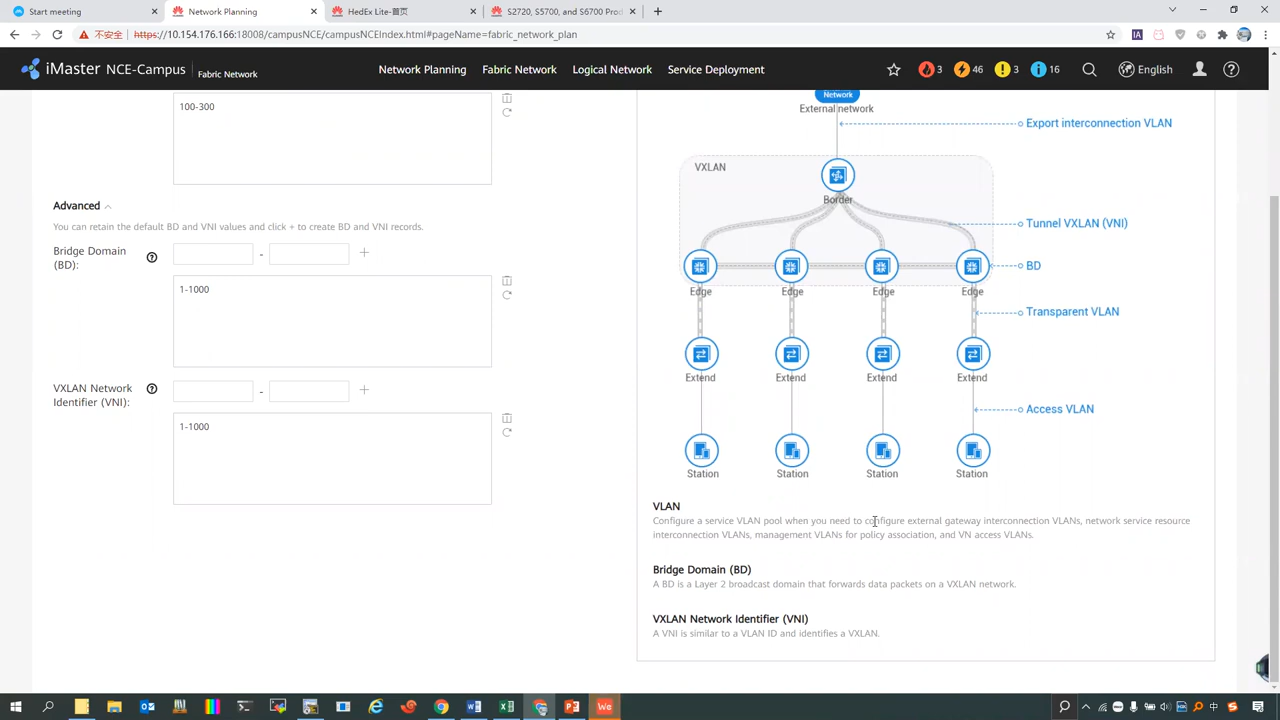 Start meeting
Network Planning
HedEx Lite-首页
S2720, S5700, and S6700 Prod
不安全
https://10.154.176.166:18008/campusNCE/campusNCEIndex.html#pageName=fabric_network_plan
iMaster NCE-Campus
Fabric Network
Network Planning
Fabric Network
Logical Network
Service Deployment
3
46
3
16
English
100-300
Advanced
You can retain the default BD and VNI values and click + to create BD and VNI records.
Bridge Domain
(BD):
-
1-1000
VXLAN Network
Identifier (VNI):
-
1-1000
Network
External network
Export interconnection VLAN
VXLAN
Border
Tunnel VXLAN (VNI)
BD
Edge Edge Edge Edge
Transparent VLAN
Extend Extend Extend Extend
Access VLAN
Station Station Station Station
VLAN
Configure a service VLAN pool when you need to configure external gateway interconnection VLANs, network service resource
interconnection VLANs, management VLANs for policy association, and VN access VLANs.
Bridge Domain (BD)
A BD is a Layer 2 broadcast domain that forwards data packets on a VXLAN network.
VXLAN Network Identifier (VNI)
A VNI is similar to a VLAN ID and identifies a VXLAN.